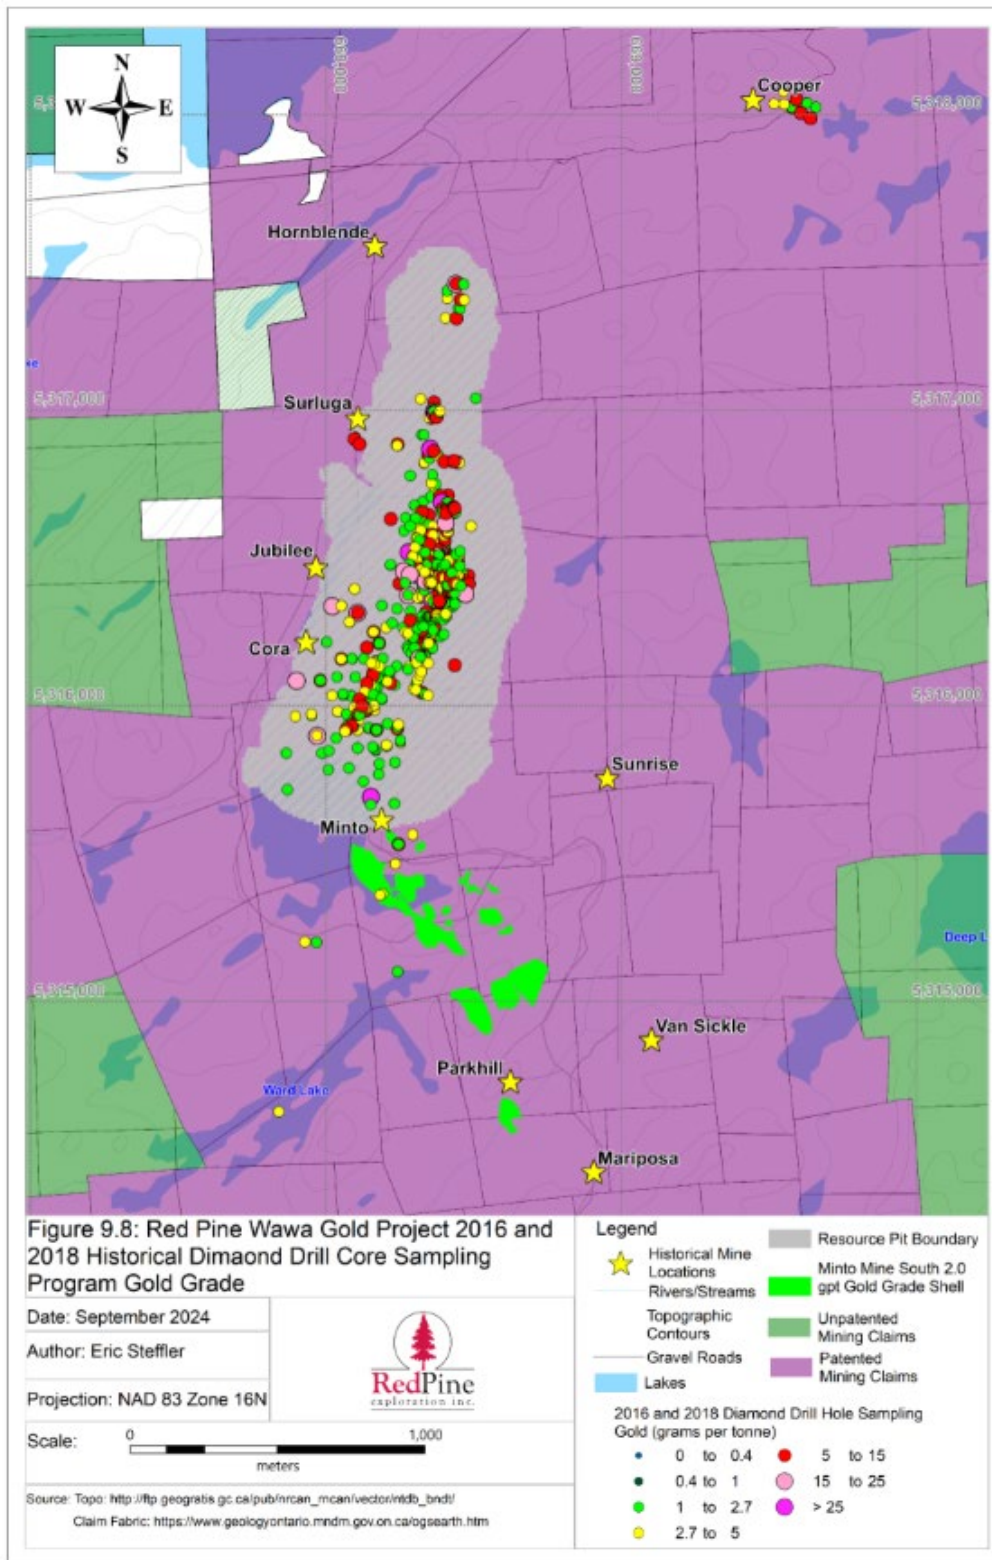 N
W E
S
668,000
669,000
Cooper
5,318,000
Hornblende
5,317,000
Surluga
5,317,000
Jubilee
Cora
5,316,000
5,316,000
Sunrise
Minto
Deep L
5,315,000
5,315,000
Van Sickle
Parkhill
Ward Lake
Mariposa
Figure 9.8: Red Pine Wawa Gold Project 2016 and
2018 Historical Dimaond Drill Core Sampling
Program Gold Grade
Date: September 2024
Author: Eric Steffler
Projection: NAD 83 Zone 16N
RedPine
exploration inc.
Scale:
0 1,000
meters
Source: Topo: http://ftp geogratis gc.ca/pub/nrcan_rncan/vector/ntdb_bndt/
Claim Fabric: https://www.geologyontario.mndm.gov.on.ca/ogsearth.htm
Legend
Historical Mine
Locations
Rivers/Streams
Topographic
Contours
Gravel Roads
Lakes
Resource Pit Boundary
Minto Mine South 2.0
gpt Gold Grade Shell
Unpatented
Mining Claims
Patented
Mining Claims
2016 and 2018 Diamond Drill Hole Sampling
Gold (grams per tonne)
0 to 0.4
0.4 to 1
1 to 2.7
2.7 to 5
5 to 15
15 to 25
> 25